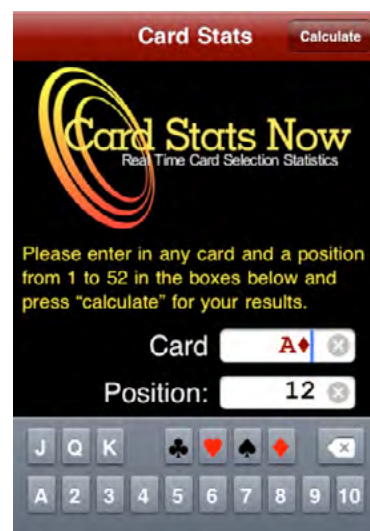 Card Stats Calculate
Card Stats Now
Real Time Card Selection Statistics
Please enter in any card and a position
from 1 to 52 in the boxes below and
press “calculate” for your results.
Card A♦
Position: 12
J Q K ♣ ♥ ♠ ♦
A 2 3 4 5 6 7 8 9 10